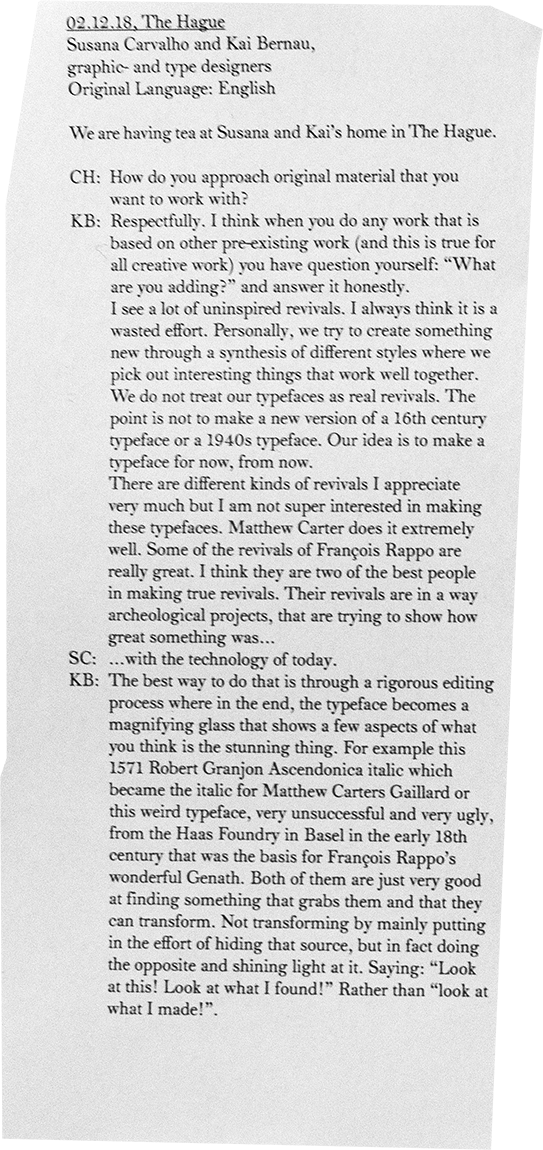 02.12.18, The Hague
Susana Carvalho and Kai Bernau,
graphic- and type designers
Original Language: English
We are having tea at Susana and Kai's home in The Hague.
CH: How do you approach original material that you
want to work with?
KB: Respectfully. I think when you do any work that is
based on other pre-existing work (and this is true for
all creative work) you have question yourself: “What
are you adding?” and answer it honestly.
I see a lot of uninspired revivals. I always think it is a
wasted effort. Personally, we try to create something
new through a synthesis of different styles where we
pick out interesting things that work well together.
We do not treat our typefaces as real revivals. The
point is not to make a new version of a 16th century
typeface or a 1940s typeface. Our idea is to make a
typeface for now, from now.
There are different kinds of revivals I appreciate
very much but I am not super interested in making
these typefaces. Matthew Carter does it extremely
well. Some of the revivals of François Rappo are
really great. I think they are two of the best people
in making true revivals. Their revivals are in a way
archeological projects, that are trying to show how
great something was…
SC: …with the technology of today.
KB: The best way to do that is through a rigorous editing
process where in the end, the typeface becomes a
magnifying glass that shows a few aspects of what
you think is the stunning thing. For example this
1571 Robert Granjon Ascendonica italic which
became the italic for Matthew Carters Gaillard or
this weird typeface, very unsuccessful and very ugly,
from the Haas Foundry in Basel in the early 18th
century that was the basis for François Rappo's
wonderful Genath. Both of them are just very good
at finding something that grabs them and that they
can transform. Not transforming by mainly putting
in the effort of hiding that source, but in fact doing
the opposite and shining light at it. Saying: “Look
at this! Look at what I found!” Rather than “look at
what I made!”.